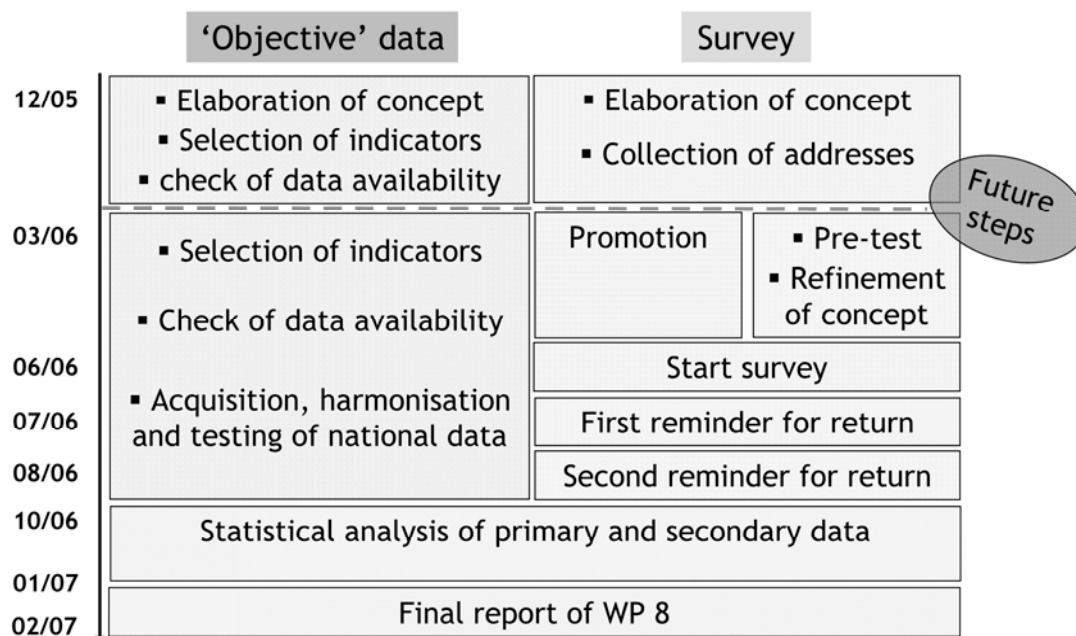 ‘Objective’ data
Survey
12/05
▪ Elaboration of concept
▪ Selection of indicators
▪ check of data availability
▪ Elaboration of concept
▪ Collection of addresses
Future
steps
03/06
▪ Selection of indicators
▪ Check of data availability
▪ Acquisition, harmonisation
and testing of national data
Promotion
▪ Pre-test
▪ Refinement
of concept
06/06
Start survey
07/06
First reminder for return
08/06
Second reminder for return
10/06
Statistical analysis of primary and secondary data
01/07
Final report of WP 8
02/07